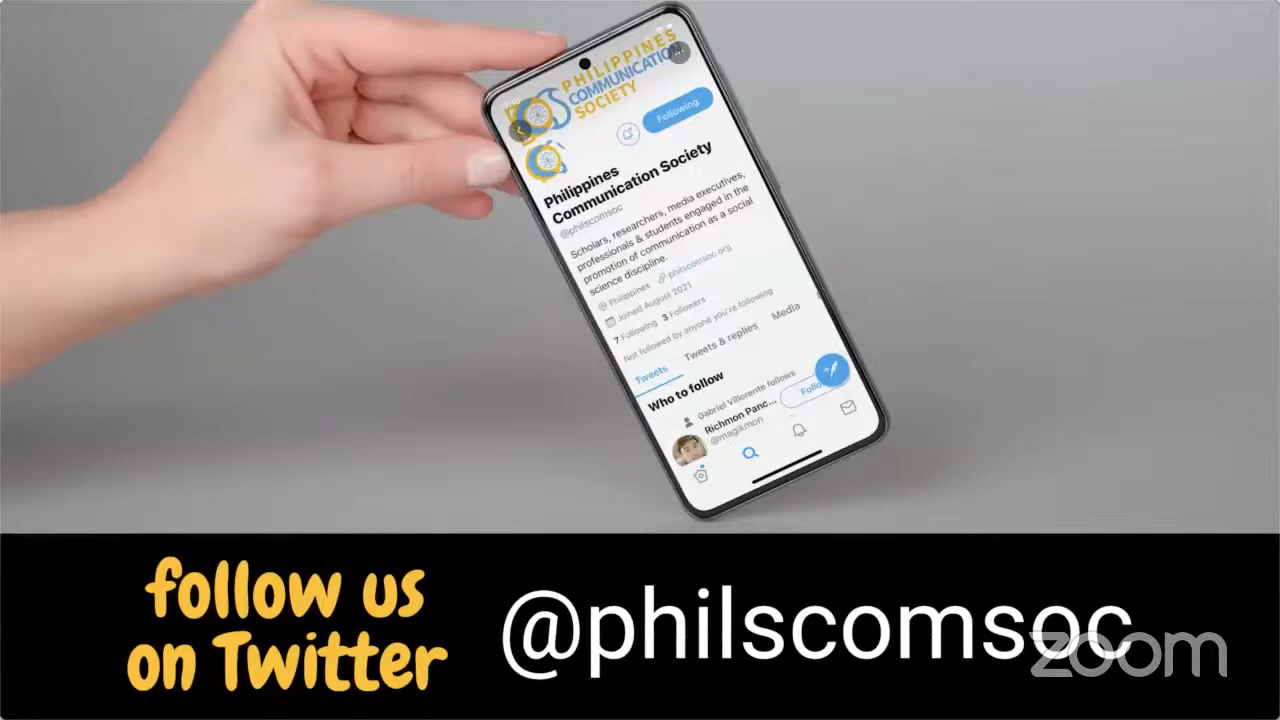 PHILIPPINES
COMMUNICATION
SOCIETY
Following
Philippines
Communication Society
@philscomsoc
Scholars, researchers, media executives,
professionals & students engaged in the
promotion of communication as a social
science discipline.
Philippines philscomsoc.org
Joined August 2021
7 Following 3 Followers
Not followed by anyone you're following
Tweets Tweets & replies Media
Who to follow
Gabriel Villorente follows
Richmon Panc...
@magikmon
follow us
on Twitter
@philscomsoc
zoom